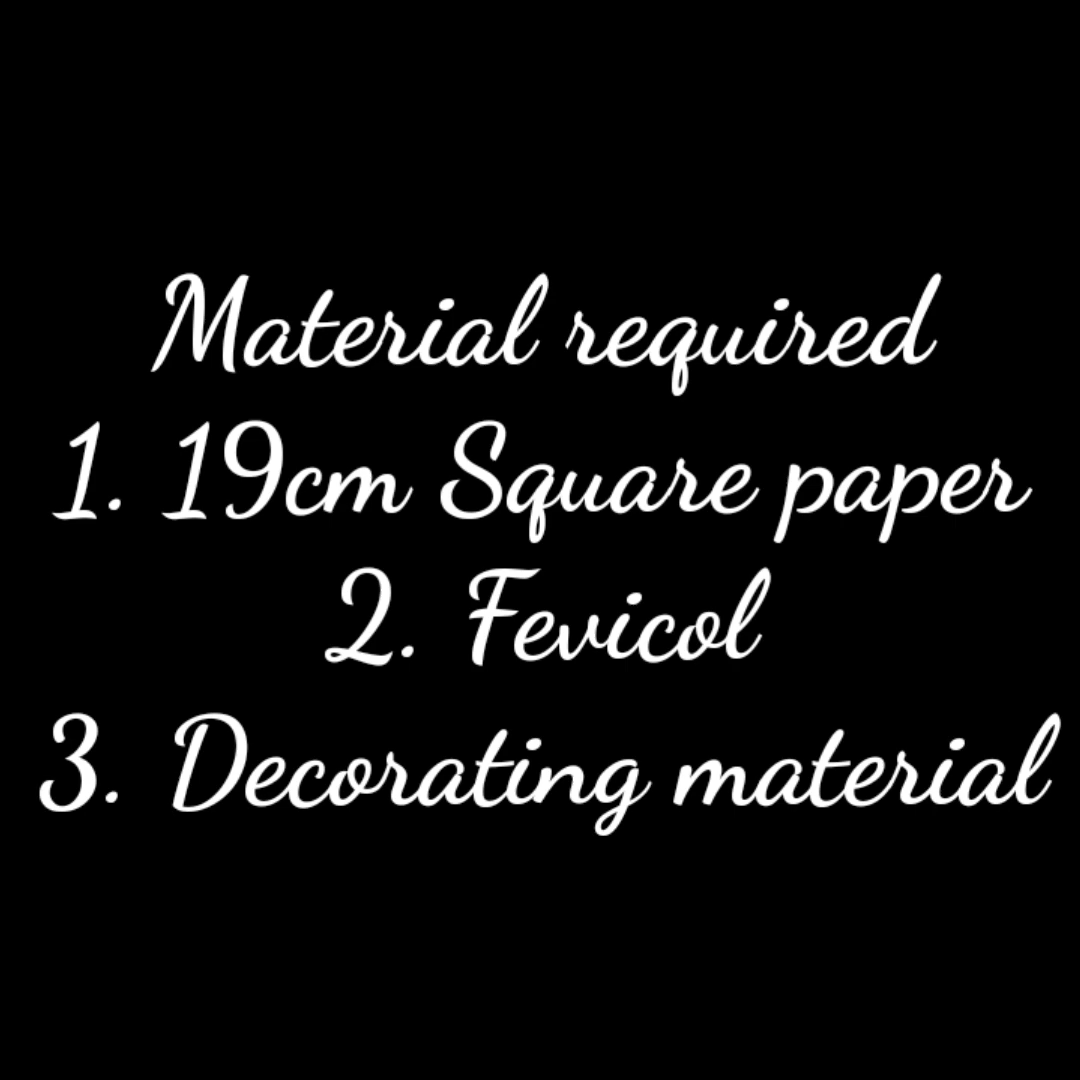 Material required
1. 19cm Square paper
2. Fevicol
3. Decorating material